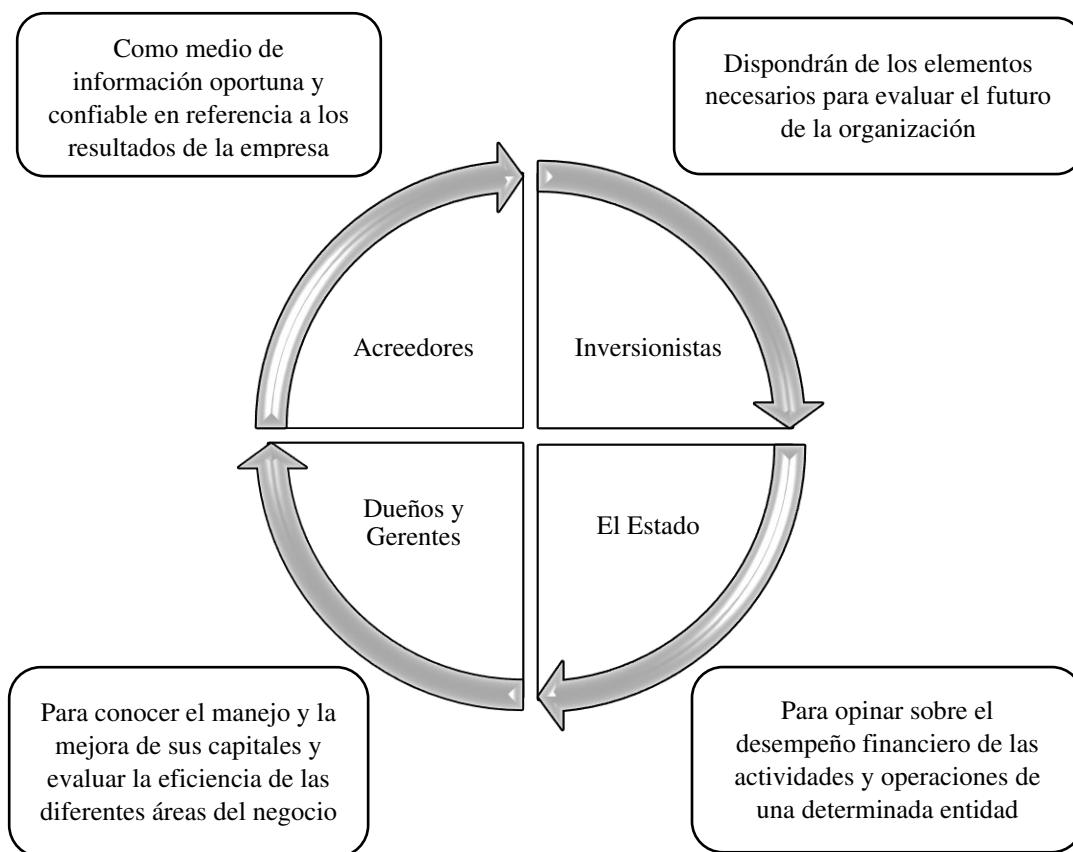 Como medio de
información oportuna y
confiable en referencia a los
resultados de la empresa
Dispondrán de los elementos
necesarios para evaluar el futuro
de la organización
Acreedores
Inversionistas
Dueños y
Gerentes
El Estado
Para conocer el manejo y la
mejora de sus capitales y
evaluar la eficiencia de las
diferentes áreas del negocio
Para opinar sobre el
desempeño financiero de las
actividades y operaciones de
una determinada entidad